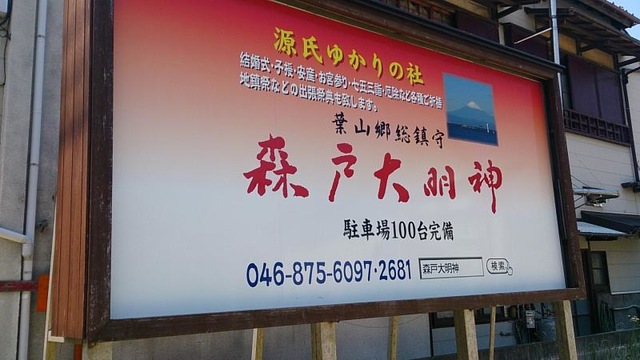 源氏ゆかりの社
結婚式・子授・安産・お宮参り・七五三詣・厄除など各種ご祈祷
地鎮祭などの出張祭典も致します。
葉山郷総鎮守
森戸大明神
駐車場100台完備
046-875-6097・2681 森戸大明神 検索